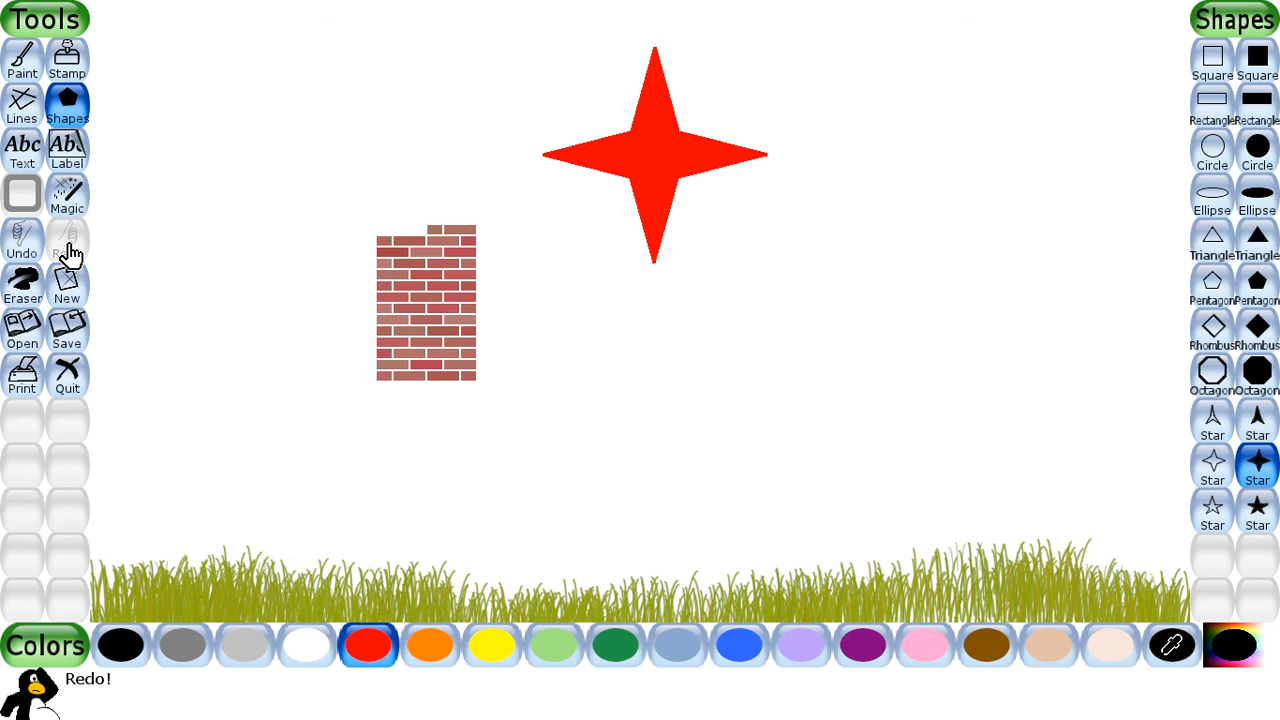 Tools
Shapes
Paint Stamp
Square Square
Lines Shapes
Rectangle Rectangle
Abc Abc
Text Label
Circle Circle
Magic
Ellipse Ellipse
Undo
Triangle Triangle
Eraser New
Pentagon Pentagon
Open Save
Rhombus Rhombus
Print Quit
Octagon Octagon
Star Star
Star Star
Star Star
Colors
Redo!